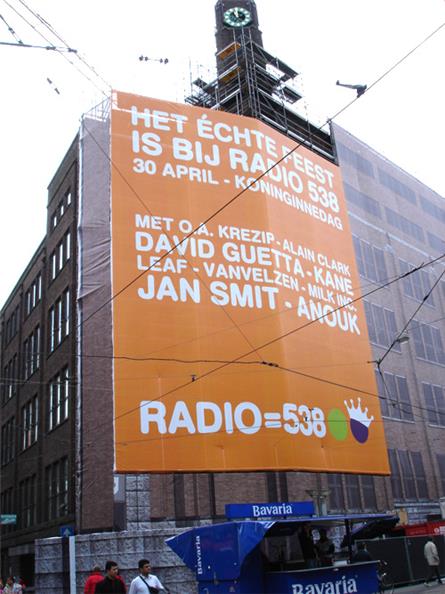 HET ÉCHTE FEEST
IS BIJ RADIO 538
30 APRIL - KONINGINNEDAG
MET O.A. KREZIP - ALAIN CLARK
DAVID GUETTA - KANE
LEAF - VANVELZEN - MILK INC.
JAN SMIT - ANOUK
RADIO=538
Bavaria
Bavaria
Bavaria